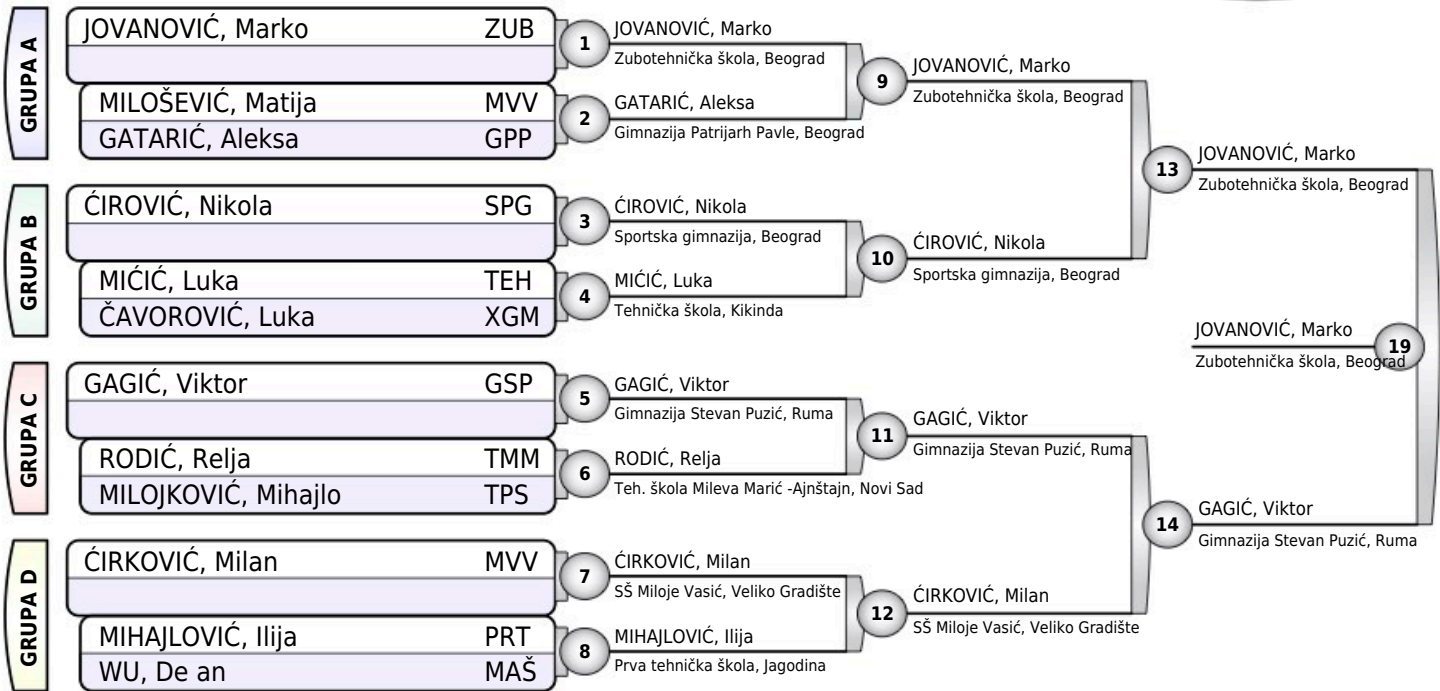 GRUPA A
JOVANOVIĆ, Marko ZUB
MILOŠEVIĆ, Matija MVV
GATARIĆ, Aleksa GPP
GRUPA B
ĆIROVIĆ, Nikola SPG
MIĆIĆ, Luka TEH
ČAVOROVIĆ, Luka XGM
GRUPA C
GAGIĆ, Viktor GSP
RODIĆ, Relja TMM
MILOJKOVIĆ, Mihajlo TPS
GRUPA D
ĆIRKOVIĆ, Milan MVV
MIHAJLOVIĆ, Ilija PRT
WU, De an MAŠ
1
JOVANOVIĆ, Marko
Zubotehnička škola, Beograd
2
GATARIĆ, Aleksa
Gimnazija Patrijarh Pavle, Beograd
3
ĆIROVIĆ, Nikola
Sportska gimnazija, Beograd
4
MIĆIĆ, Luka
Tehnička škola, Kikinda
5
GAGIĆ, Viktor
Gimnazija Stevan Puzić, Ruma
6
RODIĆ, Relja
Teh. škola Mileva Marić -Ajnštajn, Novi Sad
7
ĆIRKOVIĆ, Milan
SŠ Miloje Vasić, Veliko Gradište
8
MIHAJLOVIĆ, Ilija
Prva tehnička škola, Jagodina
9
JOVANOVIĆ, Marko
Zubotehnička škola, Beograd
10
ĆIROVIĆ, Nikola
Sportska gimnazija, Beograd
11
GAGIĆ, Viktor
Gimnazija Stevan Puzić, Ruma
12
ĆIRKOVIĆ, Milan
SŠ Miloje Vasić, Veliko Gradište
13
JOVANOVIĆ, Marko
Zubotehnička škola, Beograd
14
GAGIĆ, Viktor
Gimnazija Stevan Puzić, Ruma
JOVANOVIĆ, Marko
19
Zubotehnička škola, Beograd